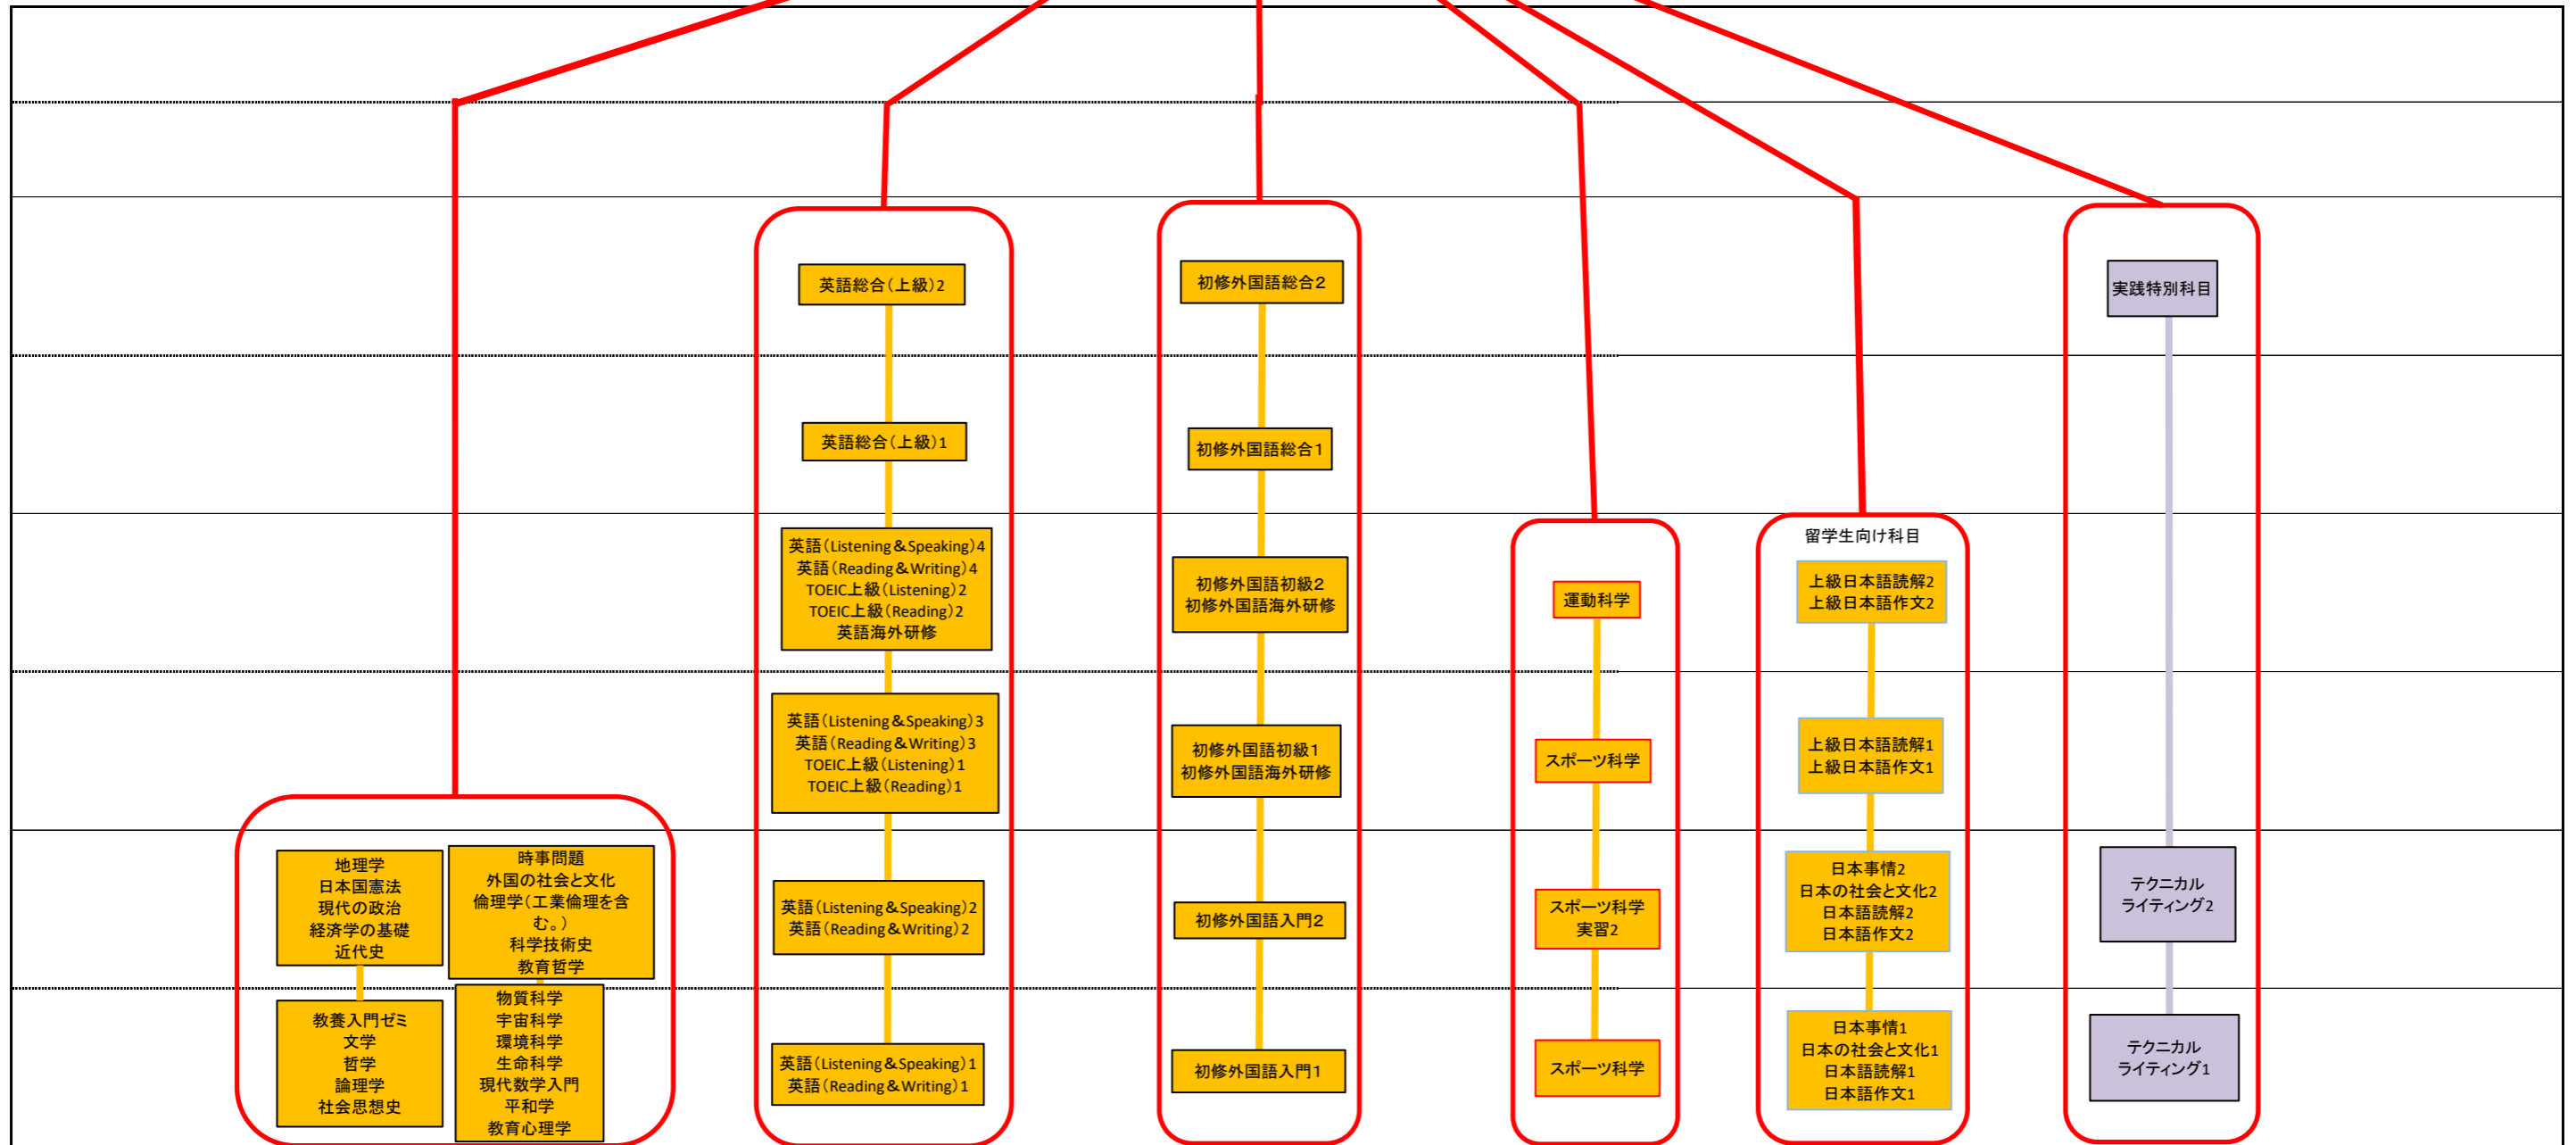 英語総合(上級)2
初修外国語総合2
実践特別科目
英語総合(上級)1
初修外国語総合1
英語(Listening&Speaking)4
英語(Reading&Writing)4
TOEIC上級(Listening)2
TOEIC上級(Reading)2
英語海外研修
初修外国語初級2
初修外国語海外研修
運動科学
留学生向け科目
上級日本語読解2
上級日本語作文2
英語(Listening&Speaking)3
英語(Reading&Writing)3
TOEIC上級(Listening)1
TOEIC上級(Reading)1
初修外国語初級1
初修外国語海外研修
スポーツ科学
上級日本語読解1
上級日本語作文1
地理学
日本国憲法
現代の政治
経済学の基礎
近代史
時事問題
外国の社会と文化
倫理学(工業倫理を含
む。)
科学技術史
教育哲学
英語(Listening&Speaking)2
英語(Reading&Writing)2
初修外国語入門2
スポーツ科学
実習2
日本事情2
日本の社会と文化2
日本語読解2
日本語作文2
テクニカル
ライティング2
教養入門ゼミ
文学
哲学
論理学
社会思想史
物質科学
宇宙科学
環境科学
生命科学
現代数学入門
平和学
教育心理学
英語(Listening&Speaking)1
英語(Reading&Writing)1
初修外国語入門1
スポーツ科学
日本事情1
日本の社会と文化1
日本語読解1
日本語作文1
テクニカル
ライティング1